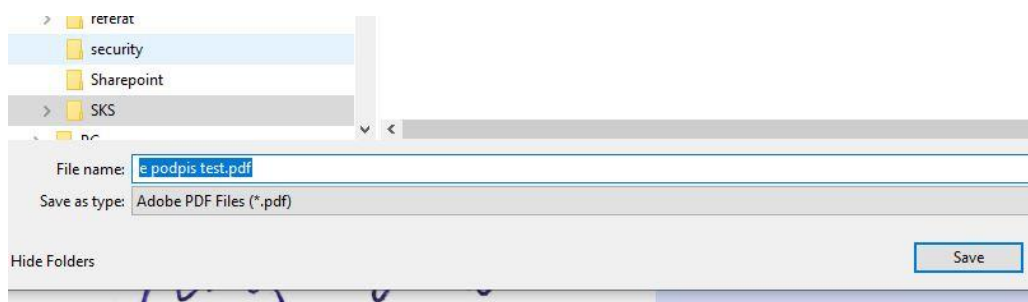 referat
security
Sharepoint
SKS
File name: e podpis test.pdf
Save as type: Adobe PDF Files (*.pdf)
Hide Folders
Save